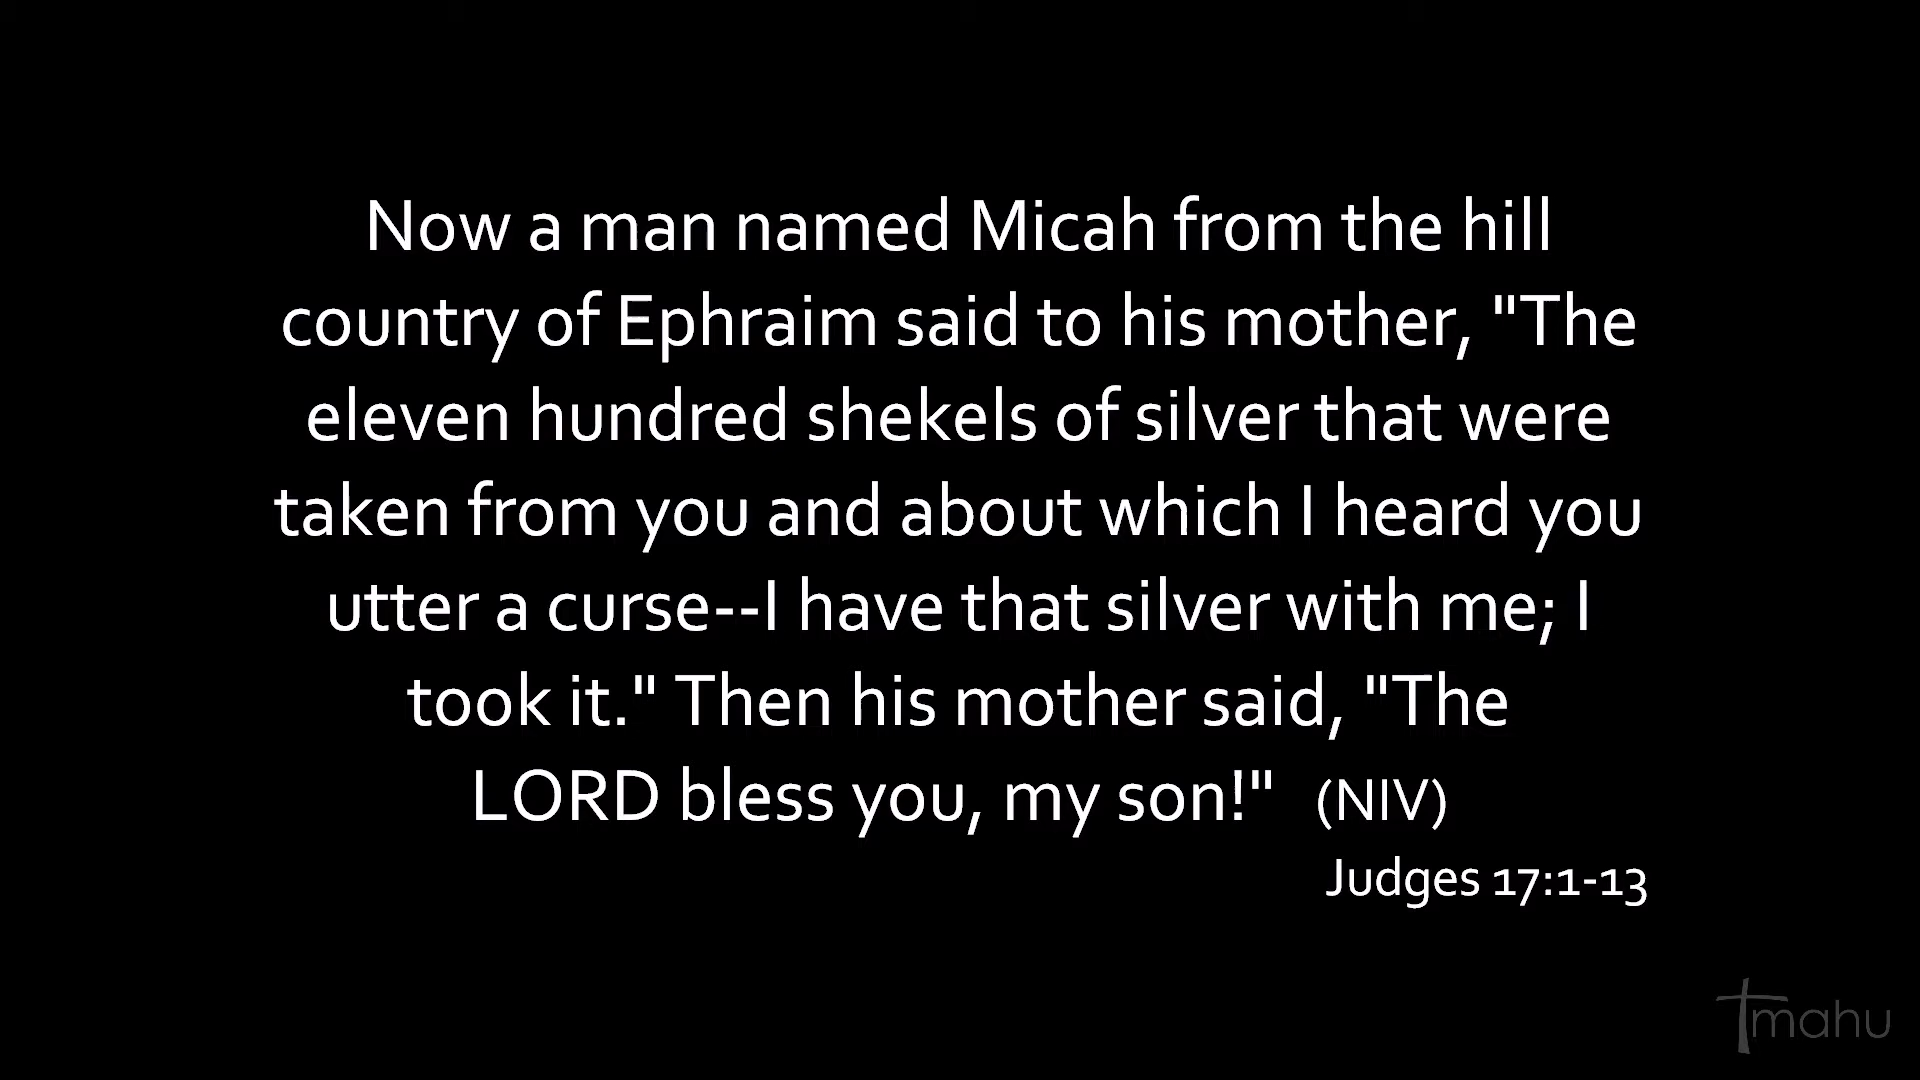 Now a man named Micah from the hill
country of Ephraim said to his mother, "The
eleven hundred shekels of silver that were
taken from you and about which I heard you
utter a curse--I have that silver with me; I
took it." Then his mother said, "The
LORD bless you, my son!" (NIV)
Judges 17:1-13
mahu